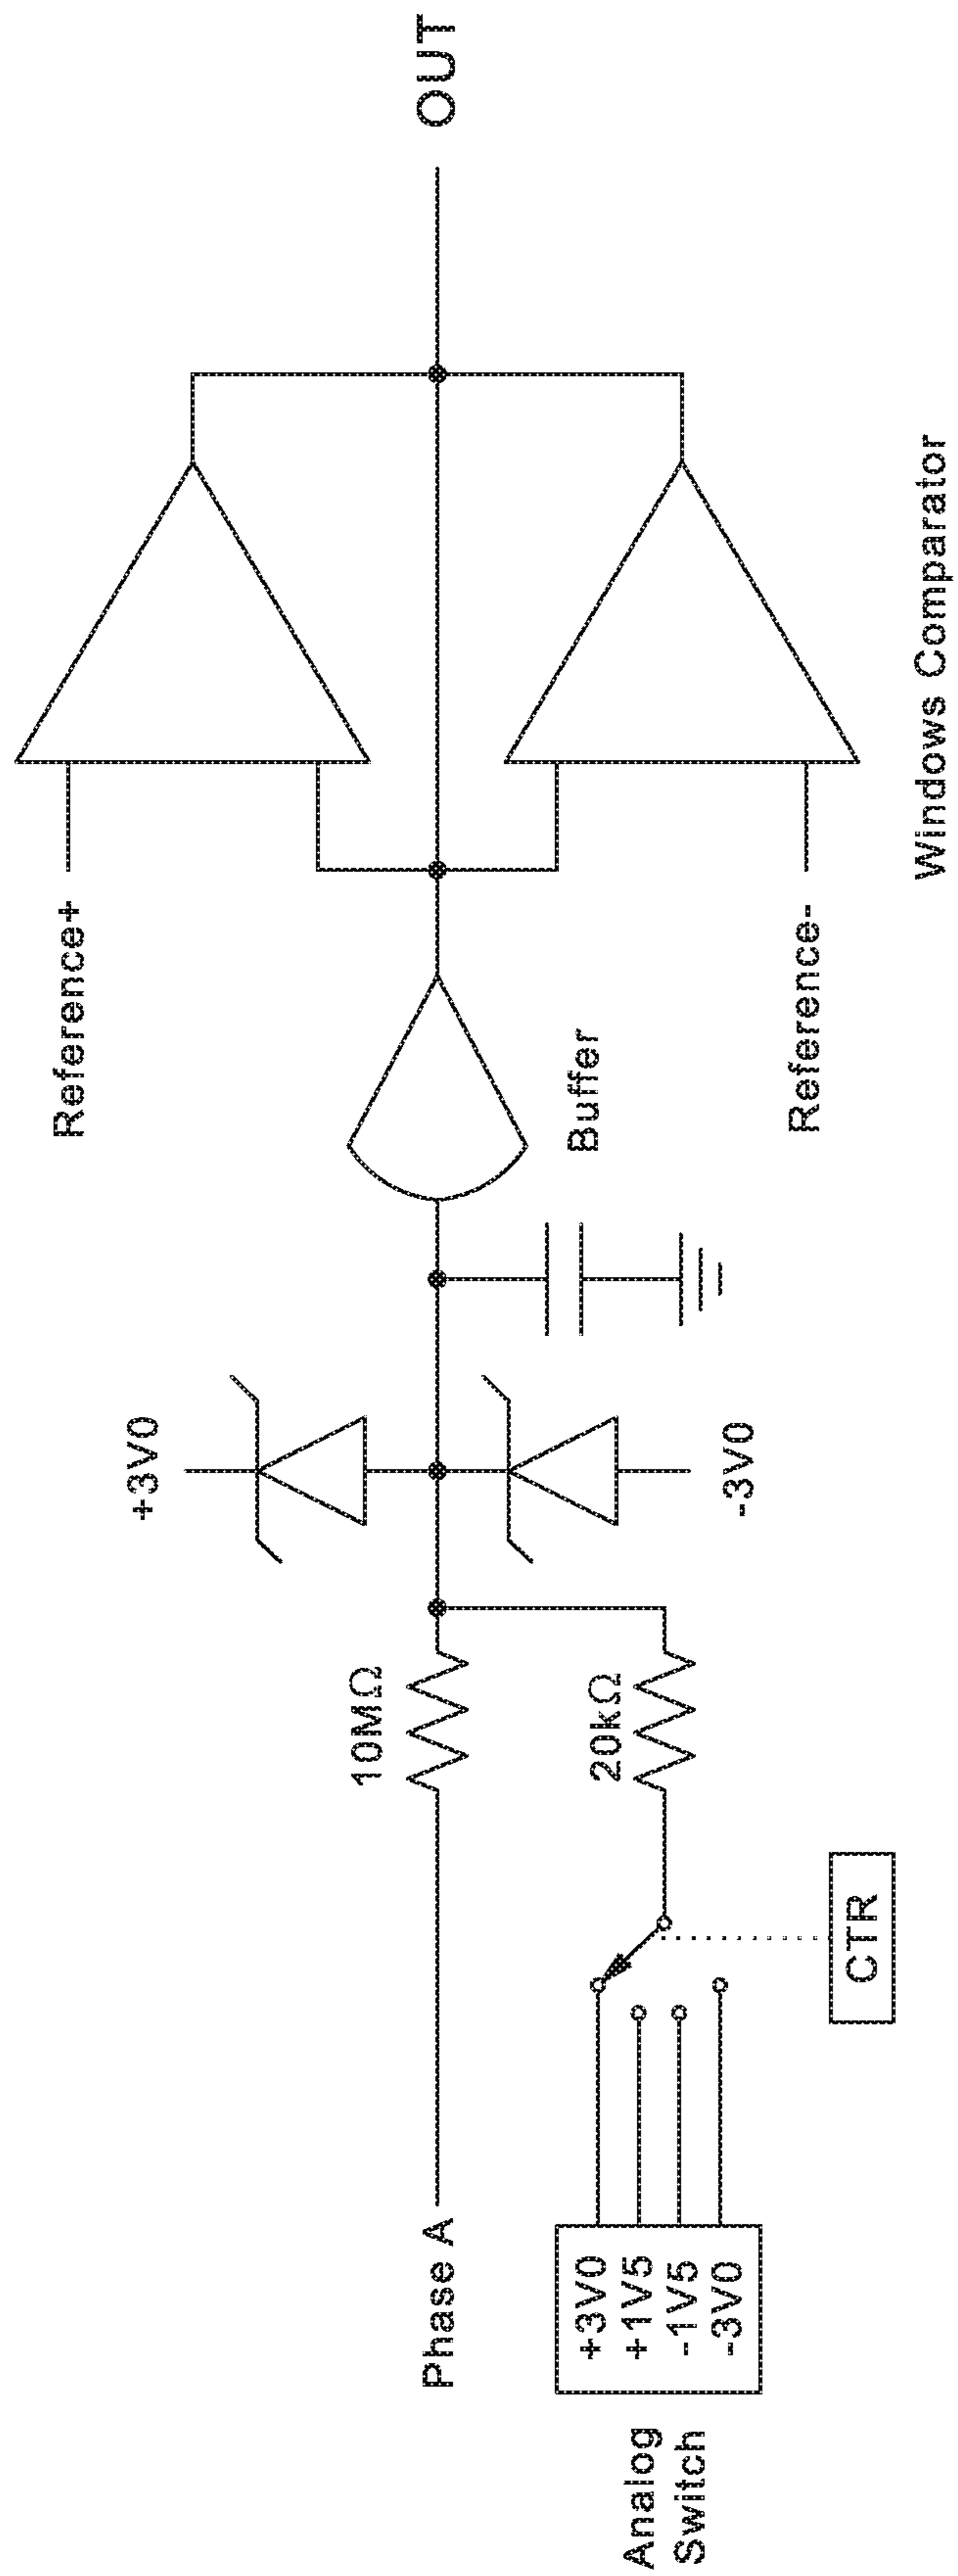 Reference+
+3V0
10MΩ
Phase A
OUT
Buffer
20kΩ
Analog
Switch
+3V0
+1V5
-1V5
-3V0
-3V0
Reference-
CTR
Windows Comparator